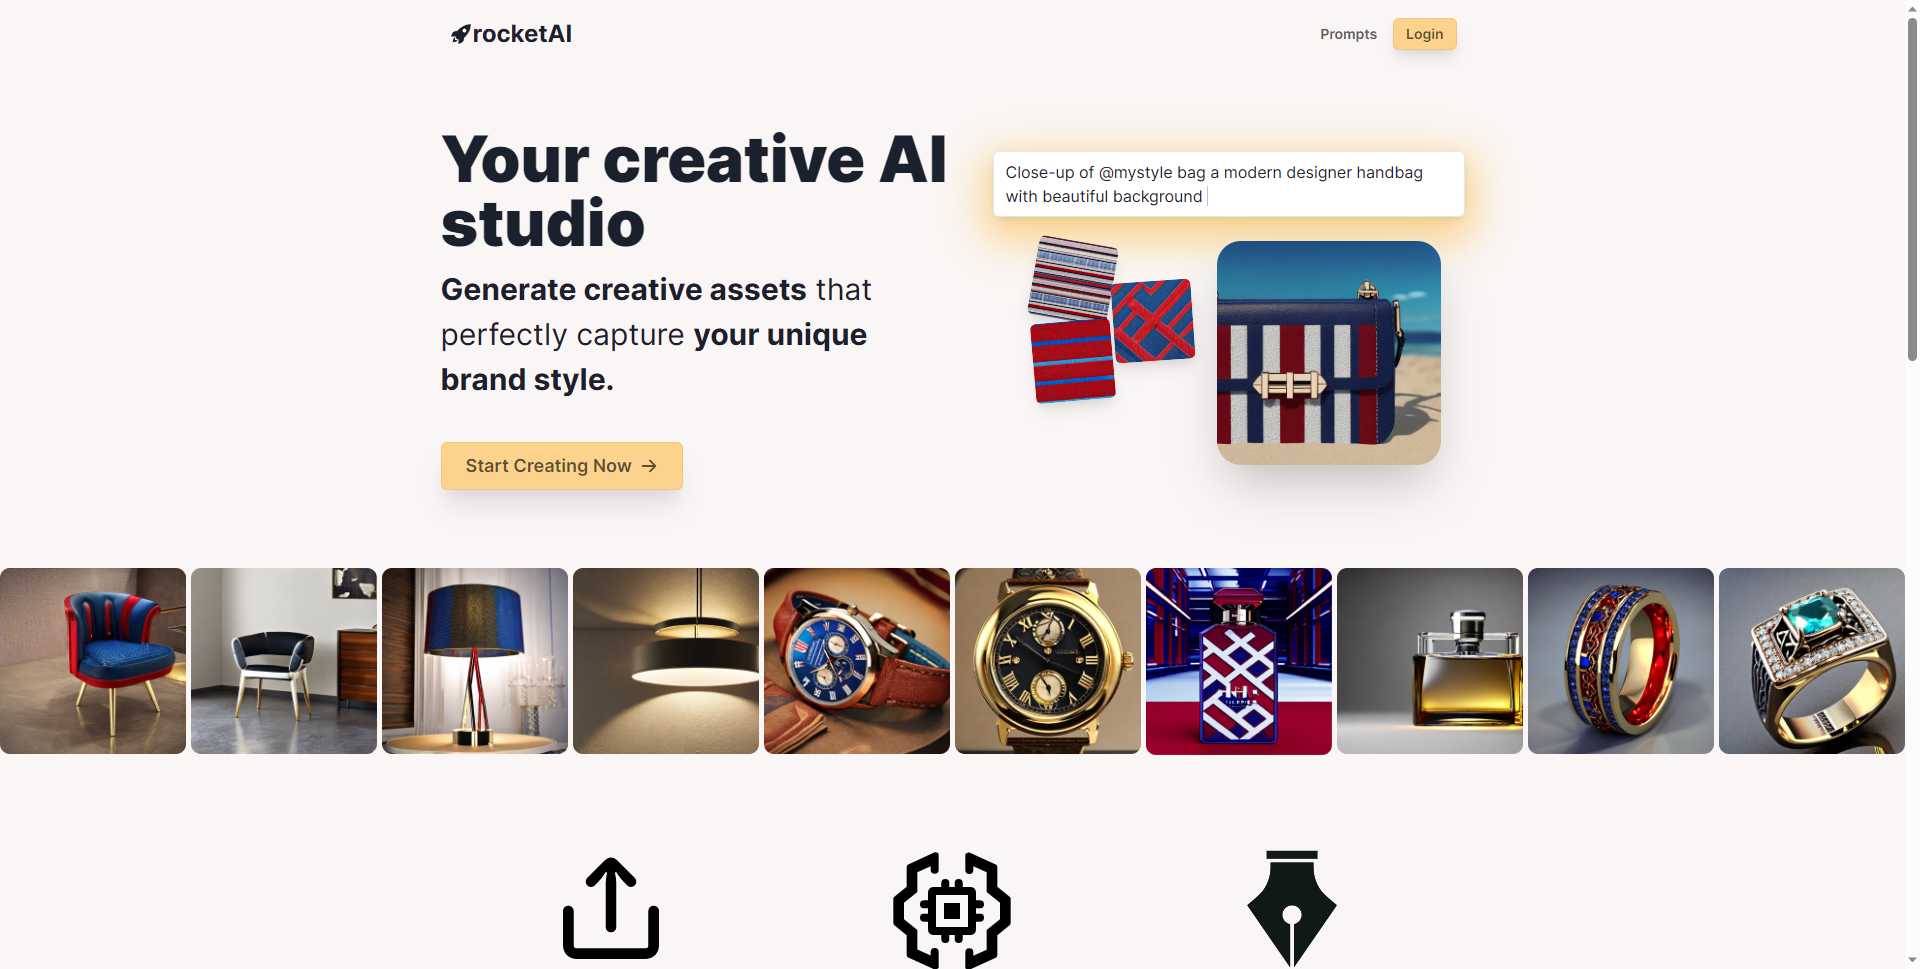 rocketAI
Prompts
Login
Your creative AI
studio
Generate creative assets that
perfectly capture your unique
brand style.
Start Creating Now →
Close-up of @mystyle bag a modern designer handbag
with beautiful background